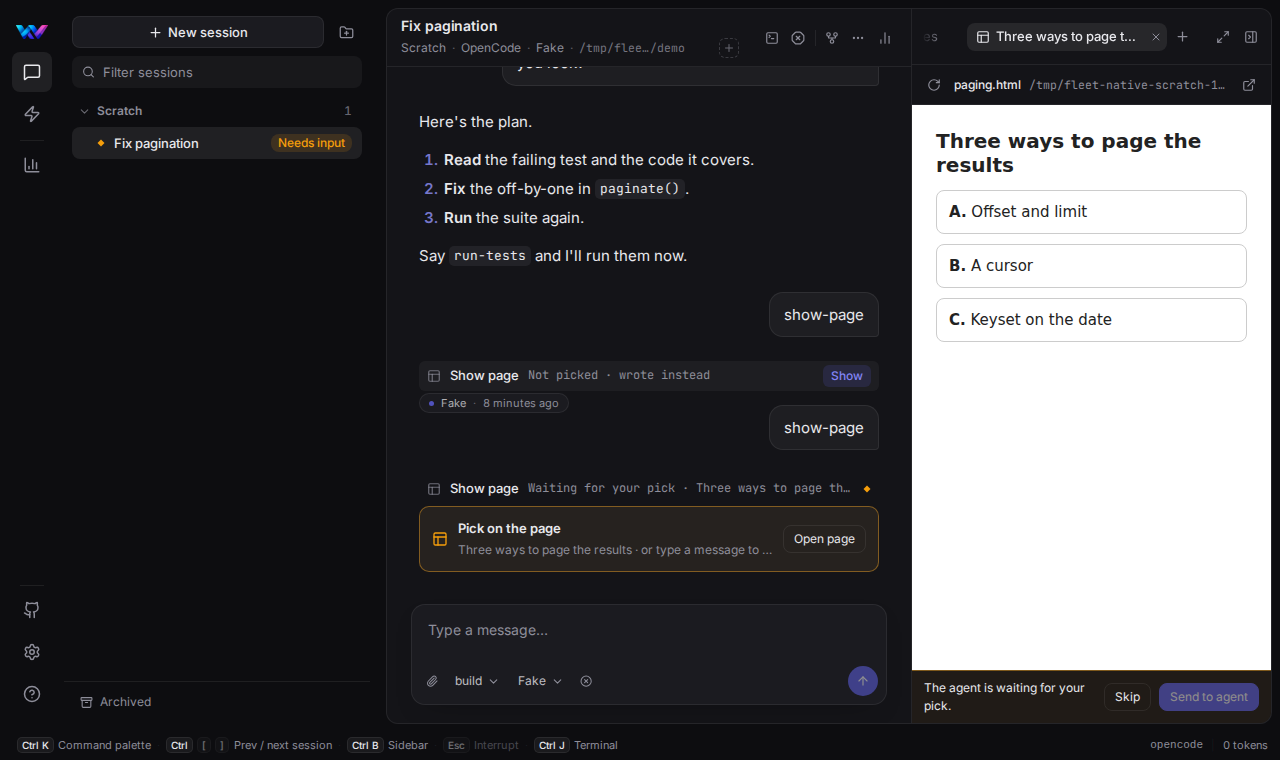 New session
Filter sessions
Scratch 1
Fix pagination Needs input
Archived
Fix pagination
Scratch · OpenCode · Fake · /tmp/flee…/demo
Here's the plan.
1. Read the failing test and the code it covers.
2. Fix the off-by-one in paginate().
3. Run the suite again.
Say run-tests and I'll run them now.
show-page
Show page Not picked · wrote instead Show
Fake · 8 minutes ago
show-page
Show page Waiting for your pick · Three ways to page th…
Pick on the page
Three ways to page the results · or type a message to …
Open page
Type a message...
build Fake
es
Three ways to page t…
paging.html /tmp/fleet-native-scratch-1…
Three ways to page the
results
A. Offset and limit
B. A cursor
C. Keyset on the date
The agent is waiting for your
pick.
Skip Send to agent
Ctrl K Command palette Ctrl [ ] Prev / next session Ctrl B Sidebar Esc Interrupt Ctrl J Terminal
opencode 0 tokens